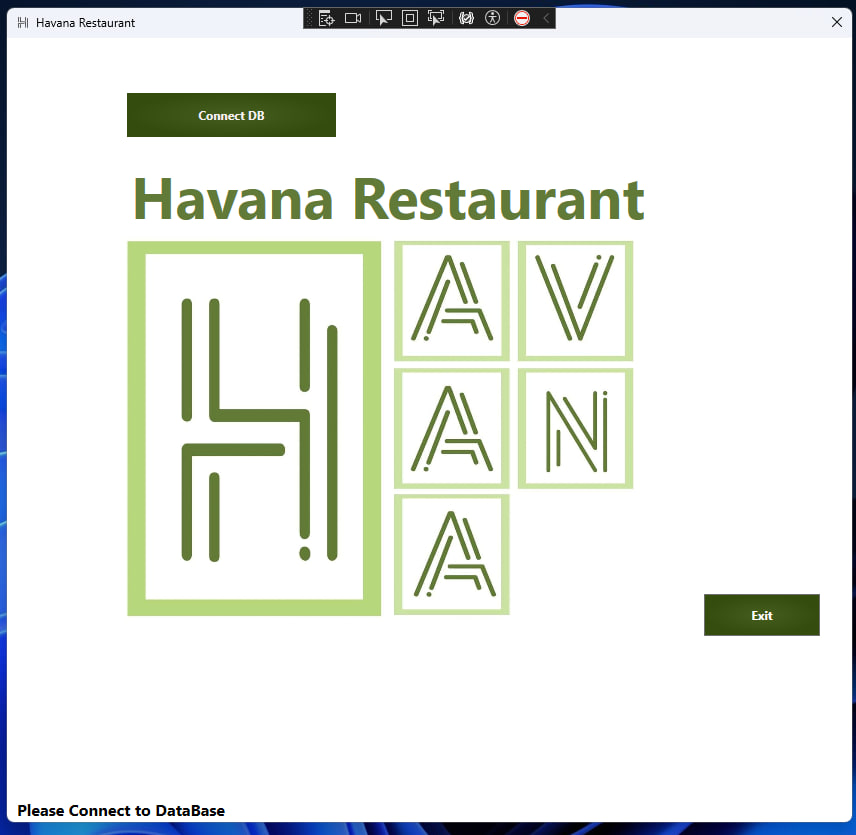 Havana Restaurant
Connect DB
Havana Restaurant
H A V
A N
A
Exit
Please Connect to DataBase